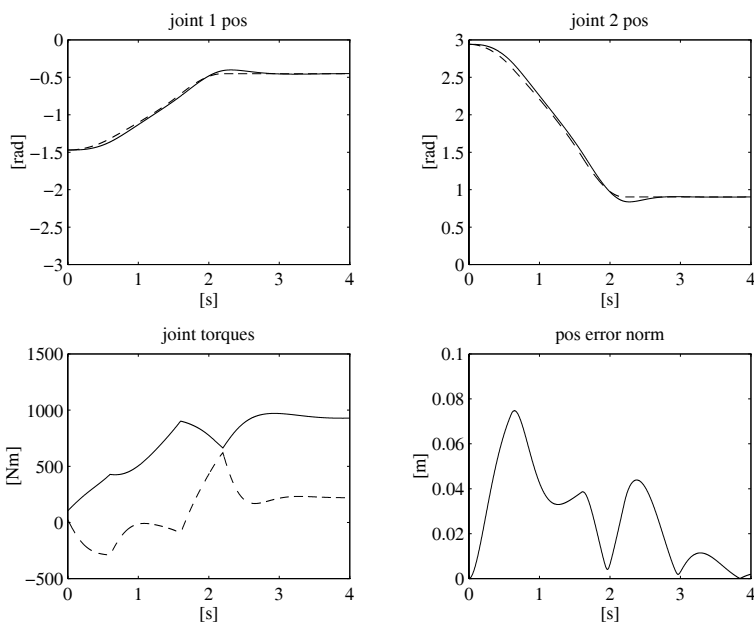 joint 1 pos
0
−0.5
−1
−1.5
−2
−2.5
−3
[rad]
0 1 2 3 4
[s]
joint 2 pos
3
2.5
2
1.5
1
0.5
0
[rad]
0 1 2 3 4
[s]
joint torques
1500
1000
500
0
−500
[Nm]
0 1 2 3 4
[s]
pos error norm
0.1
0.08
0.06
0.04
0.02
0
[m]
0 1 2 3 4
[s]